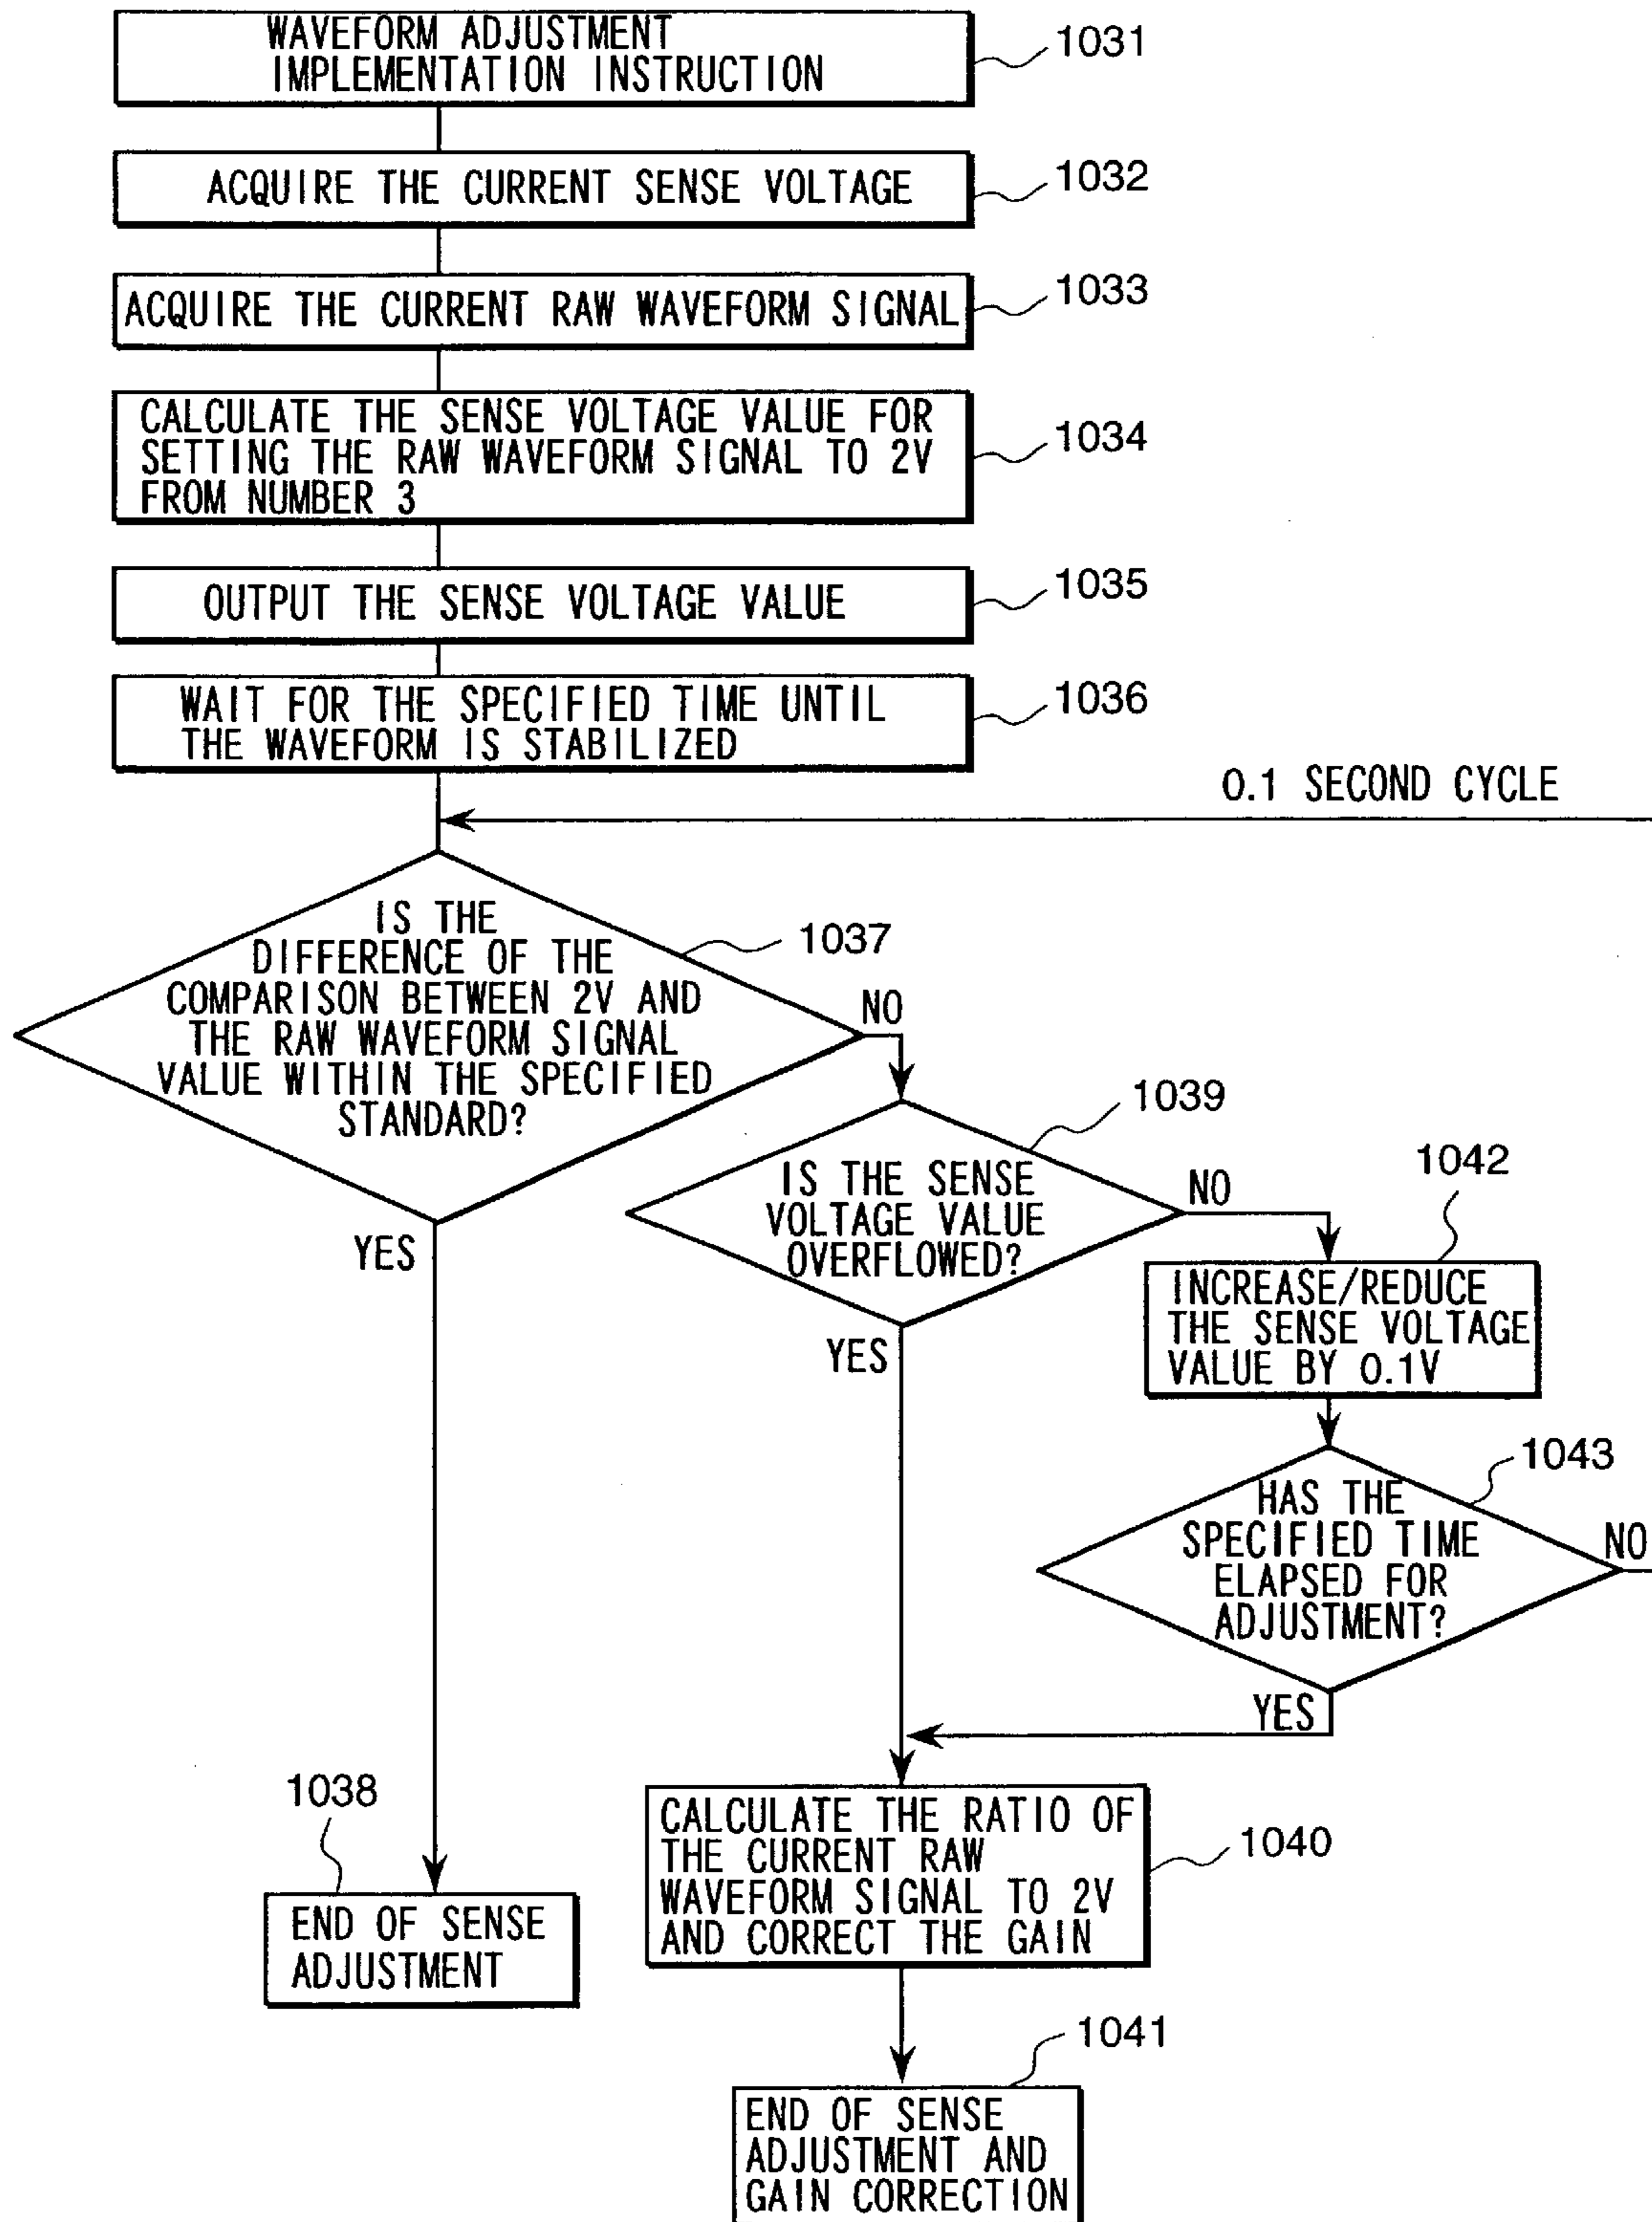 WAVEFORM ADJUSTMENT
IMPLEMENTATION INSTRUCTION
1031
ACQUIRE THE CURRENT SENSE VOLTAGE
1032
ACQUIRE THE CURRENT RAW WAVEFORM SIGNAL
1033
CALCULATE THE SENSE VOLTAGE VALUE FOR
SETTING THE RAW WAVEFORM SIGNAL TO 2V
FROM NUMBER 3
1034
OUTPUT THE SENSE VOLTAGE VALUE
1035
WAIT FOR THE SPECIFIED TIME UNTIL
THE WAVEFORM IS STABILIZED
1036
0.1 SECOND CYCLE
IS THE
DIFFERENCE OF THE
COMPARISON BETWEEN 2V AND
THE RAW WAVEFORM SIGNAL
VALUE WITHIN THE SPECIFIED
STANDARD?
1037
NO
YES
IS THE SENSE
VOLTAGE VALUE
OVERFLOWED?
1039
NO
YES
1042
INCREASE/REDUCE
THE SENSE VOLTAGE
VALUE BY 0.1V
HAS THE
SPECIFIED TIME
ELAPSED FOR
ADJUSTMENT?
1043
NO
YES
1038
END OF SENSE
ADJUSTMENT
CALCULATE THE RATIO OF
THE CURRENT RAW
WAVEFORM SIGNAL TO 2V
AND CORRECT THE GAIN
1040
1041
END OF SENSE
ADJUSTMENT AND
GAIN CORRECTION